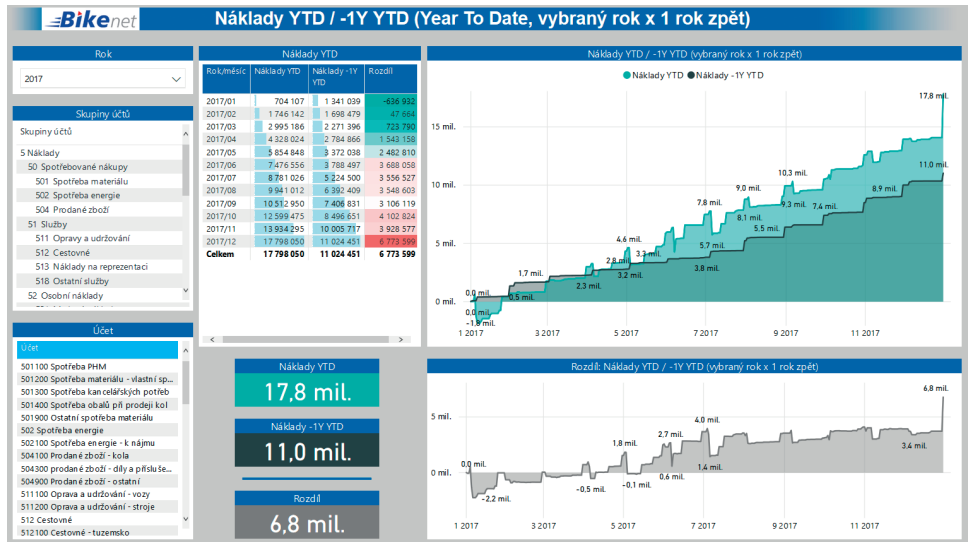 Bikenet
Náklady YTD / -1Y YTD (Year To Date, vybraný rok x 1 rok zpět)
Rok
2017
Skupiny účtů
Skupiny účtů
5 Náklady
50 Spotřebované nákupy
501 Spotřeba materiálu
502 Spotřeba energie
504 Prodané zboží
51 Služby
511 Opravy a udržování
512 Cestovné
513 Náklady na reprezentaci
518 Ostatní služby
52 Osobní náklady
Účet
Účet
501100 Spotřeba PHM
501200 Spotřeba materiálu - vlastní sp...
501300 Spotřeba kancelářských potřeb
501400 Spotřeba obalů při prodeji kol
501900 Ostatní spotřeba materiálu
502 Spotřeba energie
502100 Spotřeba energie - k nájmu
504100 Prodané zboží - kola
504300 prodané zboží - díly a přísluše...
504900 Prodané zboží - ostatní
511100 Oprava a udržování - vozy
511200 Oprava a udržování - stroje
512 Cestovné
512100 Cestovné - tuzemsko
Náklady YTD
Rok/měsíc Náklady YTD Náklady -1Y YTD Rozdíl
2017/01 704 107 1 341 039 -636 932
2017/02 1 746 142 1 698 479 47 664
2017/03 2 995 186 2 271 396 723 790
2017/04 4 328 024 2 784 866 1 543 158
2017/05 5 854 848 3 372 038 2 482 810
2017/06 7 476 556 3 788 497 3 688 058
2017/07 8 781 026 5 224 500 3 556 527
2017/08 9 941 012 6 392 409 3 548 603
2017/09 10 512 950 7 406 831 3 106 119
2017/10 12 599 475 8 496 651 4 102 824
2017/11 13 934 295 10 005 717 3 928 577
2017/12 17 798 050 11 024 451 6 773 599
Celkem 17 798 050 11 024 451 6 773 599
Náklady YTD
17,8 mil.
Náklady -1Y YTD
11,0 mil.
Rozdíl
6,8 mil.
Náklady YTD / -1Y YTD (vybraný rok x 1 rok zpět)
Náklady YTD Náklady -1Y YTD
17.8 mil.
15 mil.
11.0 mil.
10.3 mil.
10 mil.
9.0 mil.
8.9 mil.
7.8 mil.
8.1 mil.
9.3 mil.
7.4 mil.
5.5 mil.
4.6 mil.
5.7 mil.
5 mil.
3.3 mil.
2.8 mil.
3.8 mil.
3.2 mil.
1.7 mil.
2.3 mil.
0.0 mil.
0.5 mil.
0 mil.
0.0 mil.
-1.8 mil.
1 2017 3 2017 5 2017 7 2017 9 2017 11 2017
Rozdíl: Náklady YTD / -1Y YTD (vybraný rok x 1 rok zpět)
6,8 mil.
5 mil.
4.0 mil.
2.7 mil.
1,8 mil.
3.4 mil.
1.4 mil.
0,0 mil.
0 mil.
0.6 mil.
-0,1 mil.
-0,5 mil.
-2,2 mil.
1 2017 3 2017 5 2017 7 2017 9 2017 11 2017